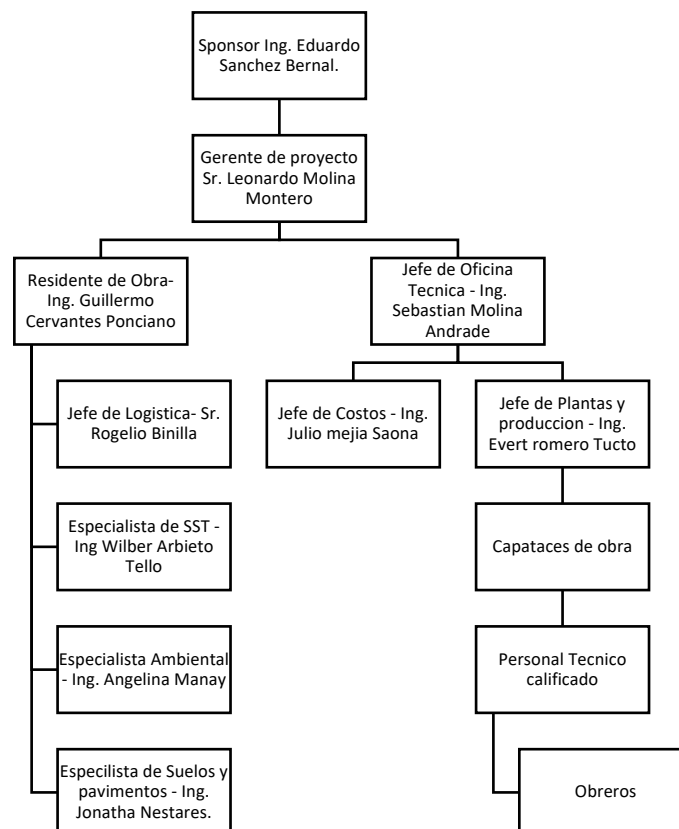 Sponsor Ing. Eduardo
Sanchez Bernal.
Gerente de proyecto
Sr. Leonardo Molina
Montero
Residente de Obra-
Ing. Guillermo
Cervantes Ponciano
Jefe de Logistica- Sr.
Rogelio Binilla
Especialista de SST -
Ing Wilber Arbieto
Tello
Especialista Ambiental
- Ing. Angelina Manay
Especilista de Suelos y
pavimentos - Ing.
Jonatha Nestares.
Jefe de Oficina
Tecnica - Ing.
Sebastian Molina
Andrade
Jefe de Costos - Ing.
Julio mejia Saona
Jefe de Plantas y
produccion - Ing.
Evert romero Tucto
Capataces de obra
Personal Tecnico
calificado
Obreros